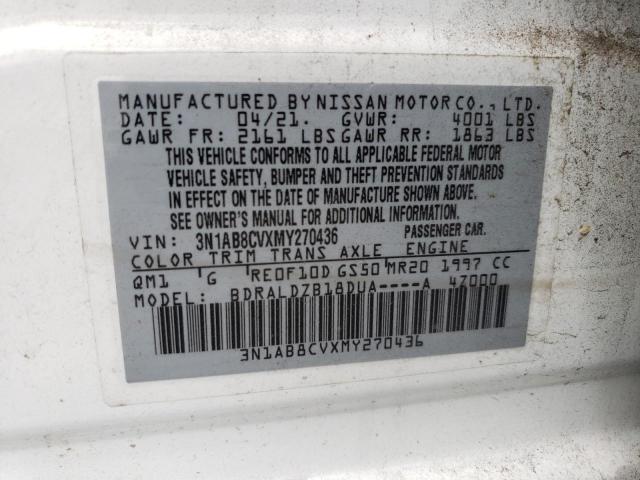 MANUFACTURED BY NISSAN MOTOR CO., LTD.
DATE: 04/21. GVWR: 4001 LBS
GAWR FR: 2161 LBS GAWR RR: 1863 LBS
THIS VEHICLE CONFORMS TO ALL APPLICABLE FEDERAL MOTOR
VEHICLE SAFETY, BUMPER AND THEFT PREVENTION STANDARDS
IN EFFECT ON THE DATE OF MANUFACTURE SHOWN ABOVE.
SEE OWNER'S MANUAL FOR ADDITIONAL INFORMATION.
VIN: 3N1AB8CVXMY270436 PASSENGER CAR.
COLOR TRIM TRANS AXLE ENGINE
QM1 G RE0F10D GS50 MR20 1997 CC
MODEL: BDRALDZB18DUA----A 4Z000
3N1AB8CVXMY270436